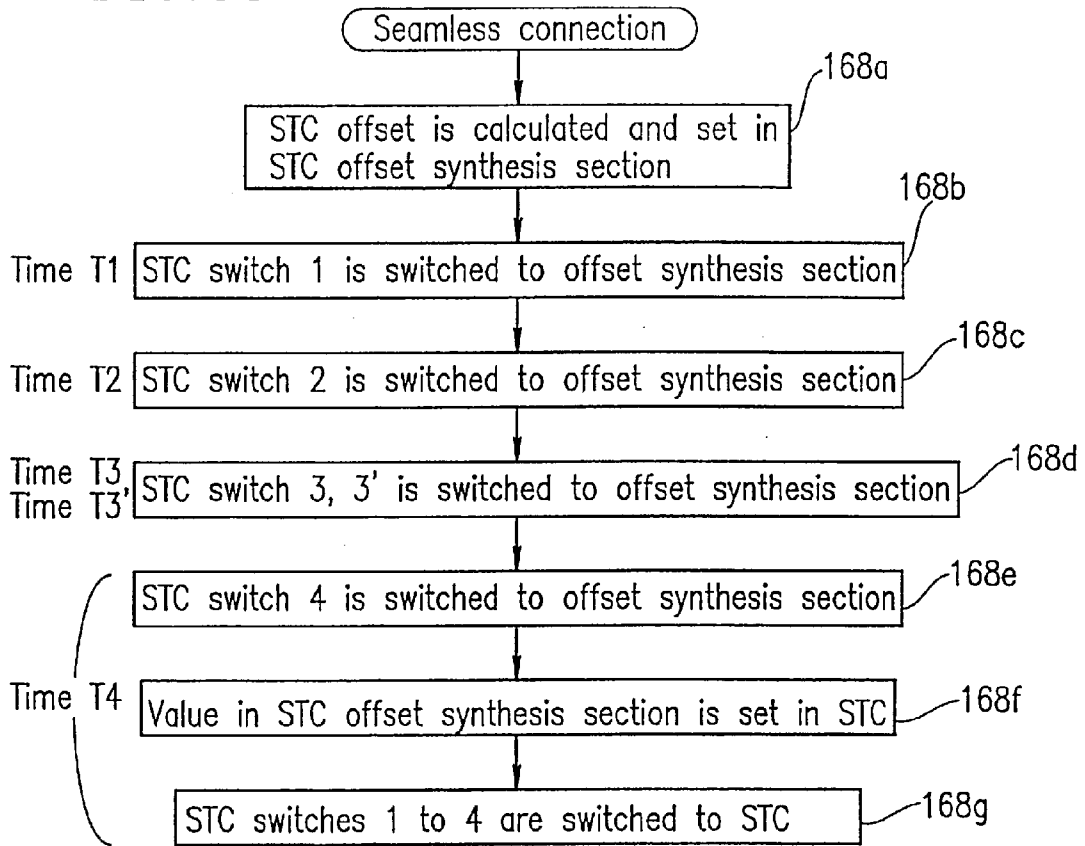 Seamless connection
168a
STC offset is calculated and set in
STC offset synthesis section
168b
Time T1 STC switch 1 is switched to offset synthesis section
168c
Time T2 STC switch 2 is switched to offset synthesis section
168d
Time T3
Time T3'
STC switch 3, 3' is switched to offset synthesis section
168e
STC switch 4 is switched to offset synthesis section
Time T4
168f
Value in STC offset synthesis section is set in STC
168g
STC switches 1 to 4 are switched to STC